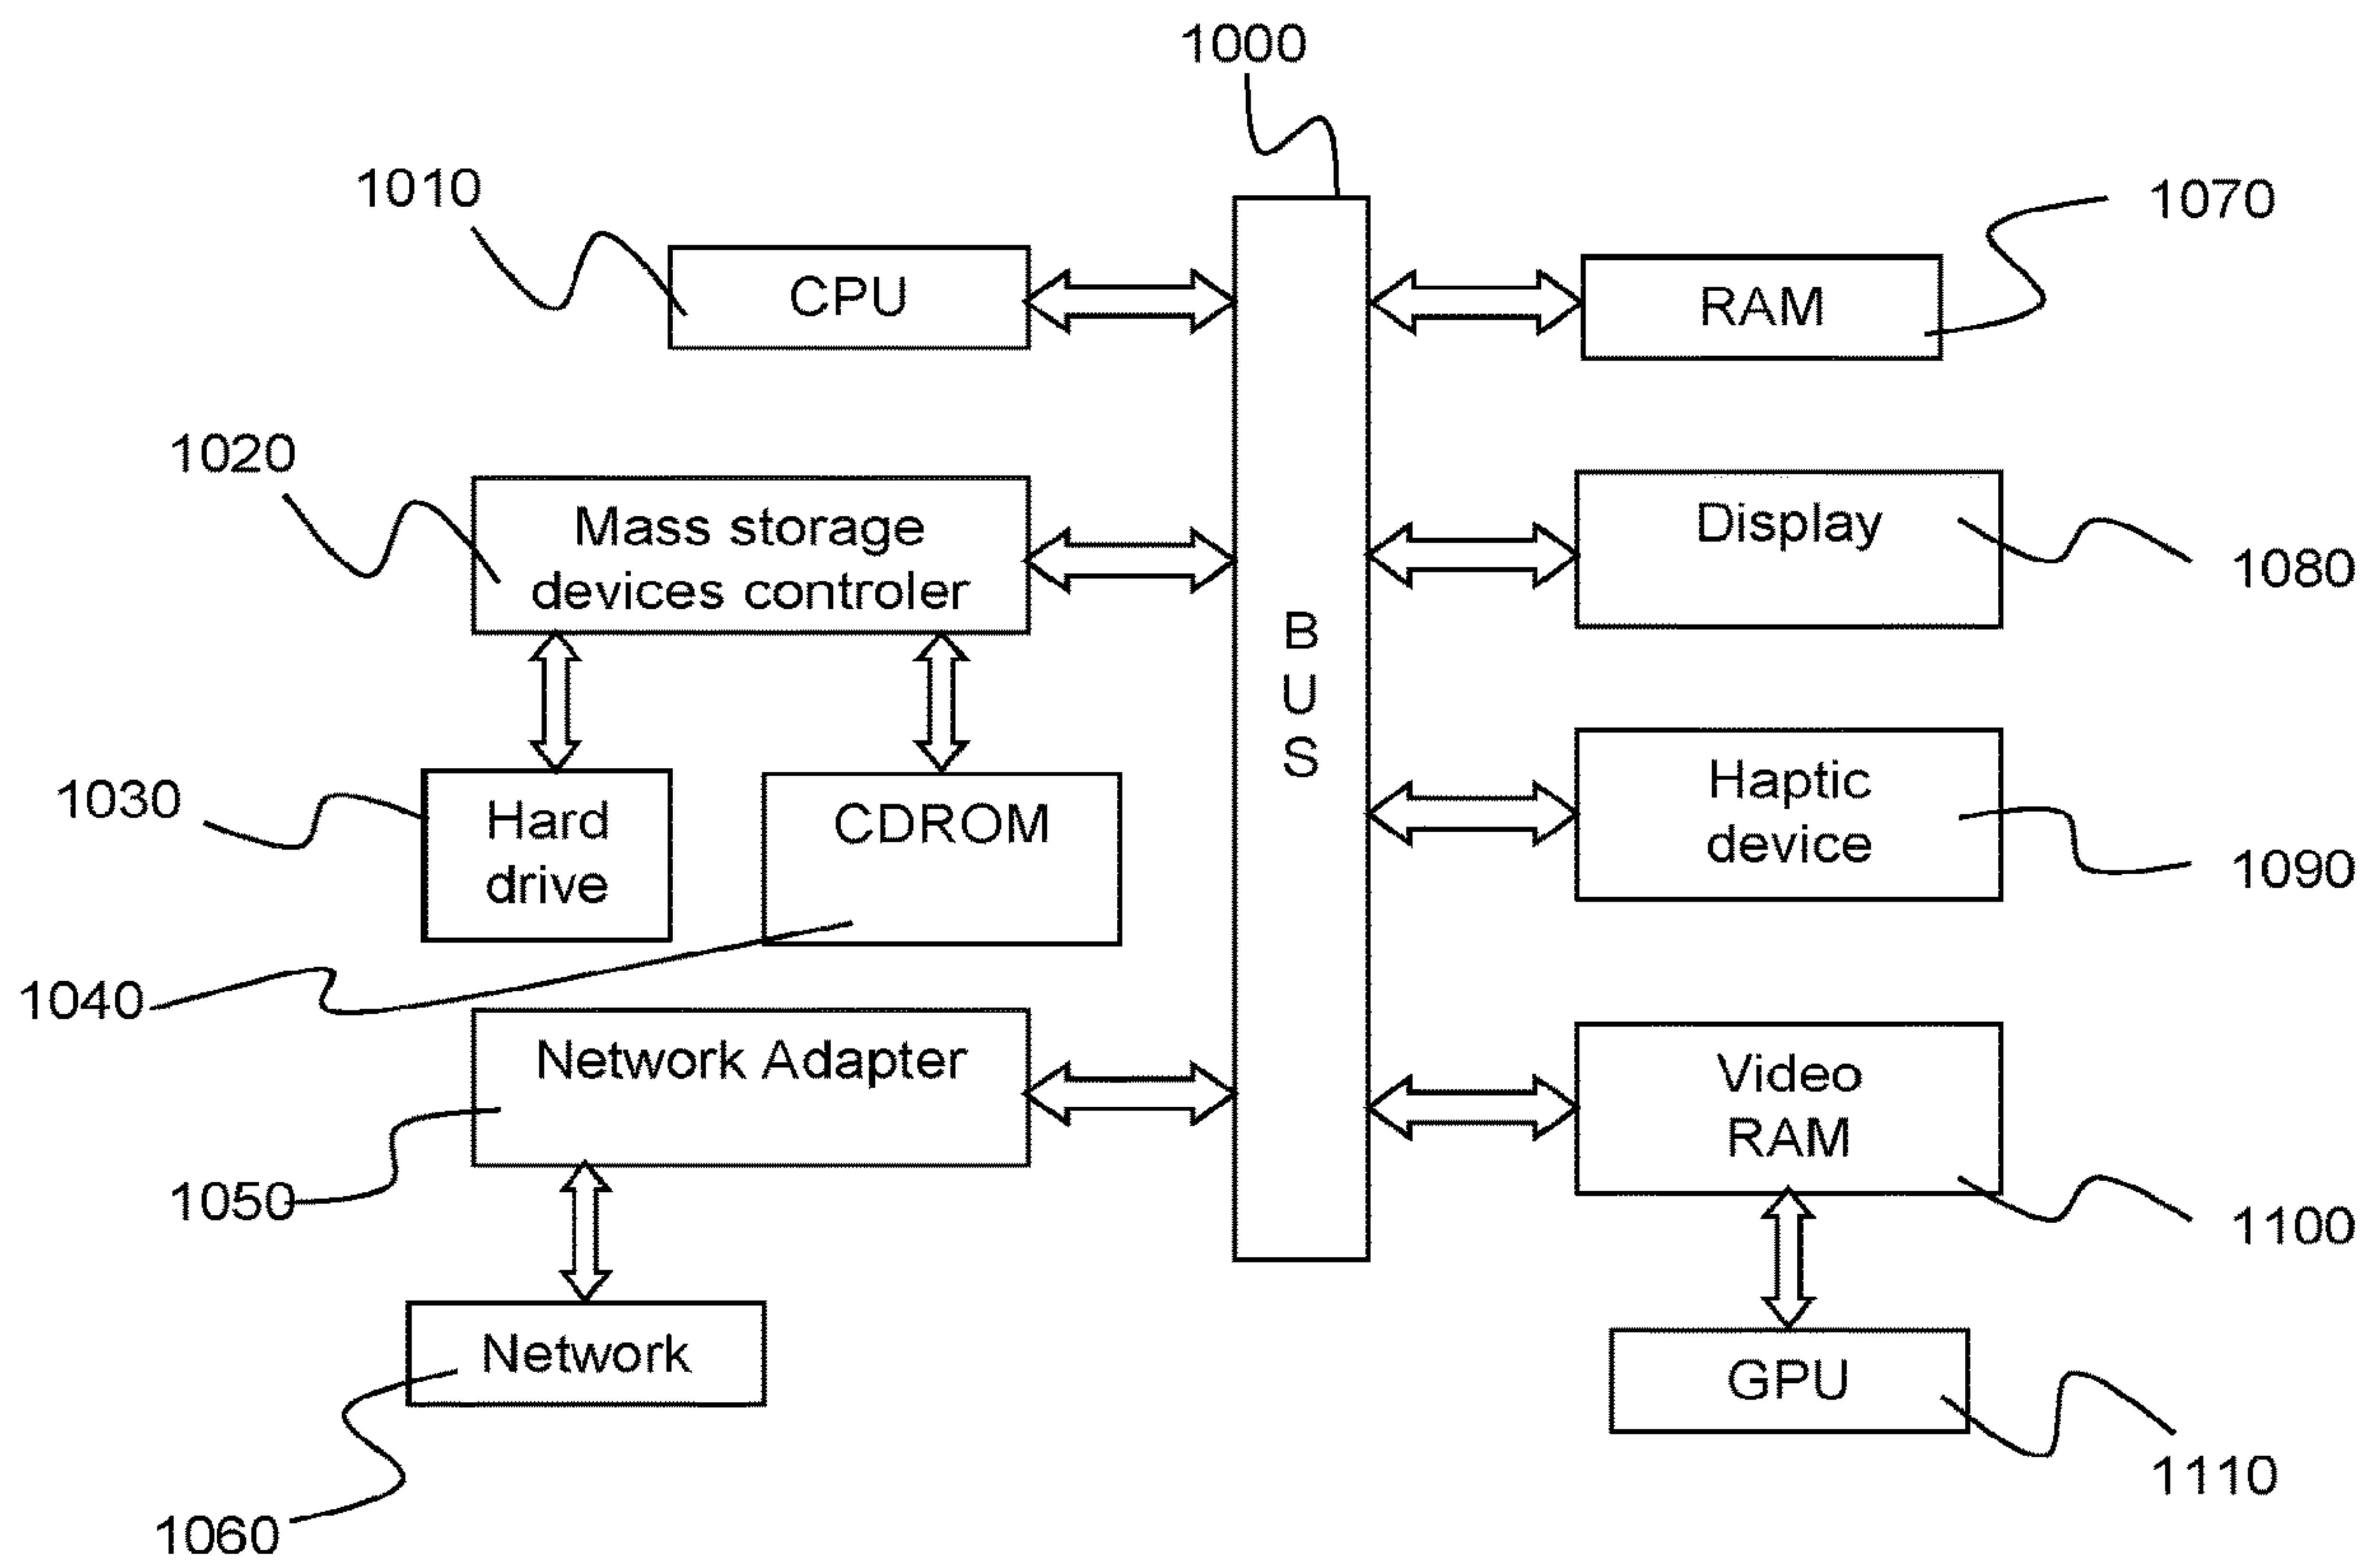 1000
1010
CPU
RAM
1070
1020
Mass storage
devices controler
Display
1080
B
U
S
1030
Hard
drive
CDROM
Haptic
device
1090
1040
Network Adapter
1050
Video
RAM
1100
Network
1060
GPU
1110